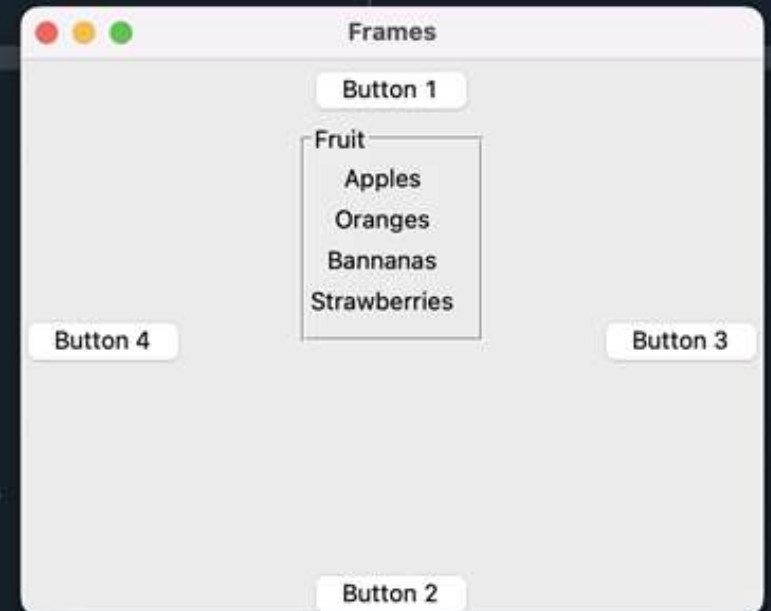 Frames
Button 1
Fruit
Apples
Oranges
Bannanas
Strawberries
Button 4
Button 3
Button 2